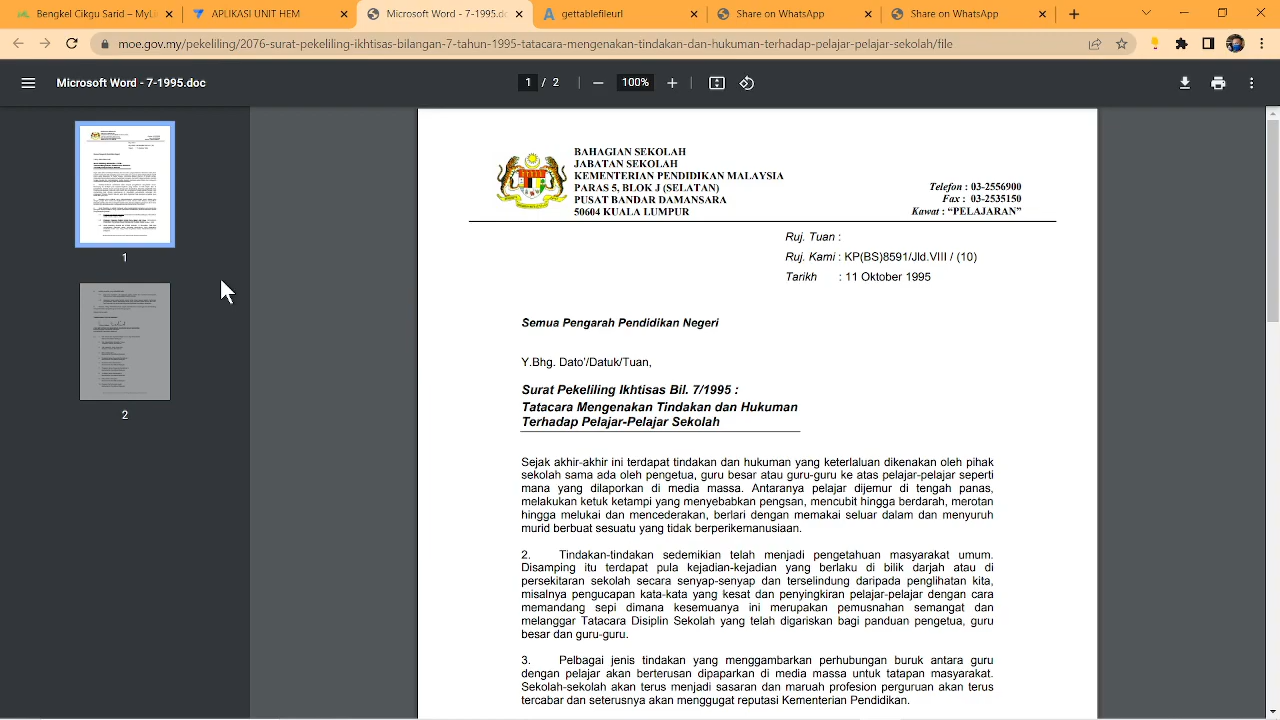 Bengkel Cikgu Sarid – MyLi
APLIKASI UNIT HEM
Microsoft Word - 7-1995.do
gettablefileurl
Share on WhatsApp
Share on WhatsApp
moe.gov.my/pekeliling/2076-surat-pekeliling-ikhtisas-bilangan-7-tahun-1995-tatacara-mengenakan-tindakan-dan-hukuman-terhadap-pelajar-pelajar-sekolah/file
Microsoft Word - 7-1995.doc
1 / 2
100%
1
2
BAHAGIAN SEKOLAH
JABATAN SEKOLAH
KEMENTERIAN PENDIDIKAN MALAYSIA
PARAS 5, BLOK J (SELATAN)
PUSAT BANDAR DAMANSARA
50604 KUALA LUMPUR
Telefon : 03-2556900
Fax : 03-2535150
Kawat : “PELAJARAN”
Ruj. Tuan :
Ruj. Kami : KP(BS)8591/Jld.VIII / (10)
Tarikh : 11 Oktober 1995
Semua Pengarah Pendidikan Negeri
Y.Bhg. Dato’/Datuk/Tuan,
Surat Pekeliling Ikhtisas Bil. 7/1995 :
Tatacara Mengenakan Tindakan dan Hukuman
Terhadap Pelajar-Pelajar Sekolah
Sejak akhir-akhir ini terdapat tindakan dan hukuman yang keterlaluan dikenakan oleh pihak
sekolah sama ada oleh pengetua, guru besar atau guru-guru ke atas pelajar-pelajar seperti
mana yang dilaporkan di media massa. Antaranya pelajar dijemur di tengah panas,
melakukan ketuk ketampi yang menyebabkan pengsan, mencubit hingga berdarah, merotan
hingga melukai dan mencederakan, berlari dengan memakai seluar dalam dan menyuruh
murid berbuat sesuatu yang tidak berperikemanusiaan.
2. Tindakan-tindakan sedemikian telah menjadi pengetahuan masyarakat umum.
Disamping itu terdapat pula kejadian-kejadian yang berlaku di bilik darjah atau di
persekitaran sekolah secara senyap-senyap dan terselindung daripada penglihatan kita,
misalnya pengucapan kata-kata yang kesat dan penyingkiran pelajar-pelajar dengan cara
memandang sepi dimana kesemuanya ini merupakan pemusnahan semangat dan
melanggar Tatacara Disiplin Sekolah yang telah digariskan bagi panduan pengetua, guru
besar dan guru-guru.
3. Pelbagai jenis tindakan yang menggambarkan perhubungan buruk antara guru
dengan pelajar akan berterusan dipaparkan di media massa untuk tatapan masyarakat.
Sekolah-sekolah akan terus menjadi sasaran dan maruah profesion perguruan akan terus
tercabar dan seterusnya akan menggugat reputasi Kementerian Pendidikan.